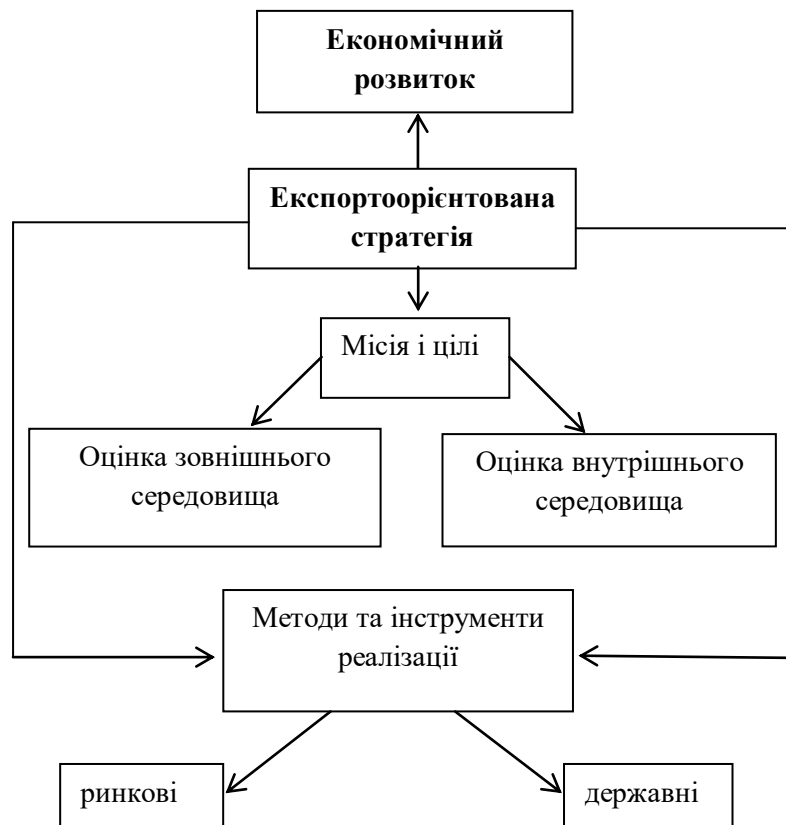 Економічний
розвиток
Експортоорієнтована
стратегія
Місія і цілі
Оцінка зовнішнього
середовища
Оцінка внутрішнього
середовища
Методи та інструменти
реалізації
ринкові
державні